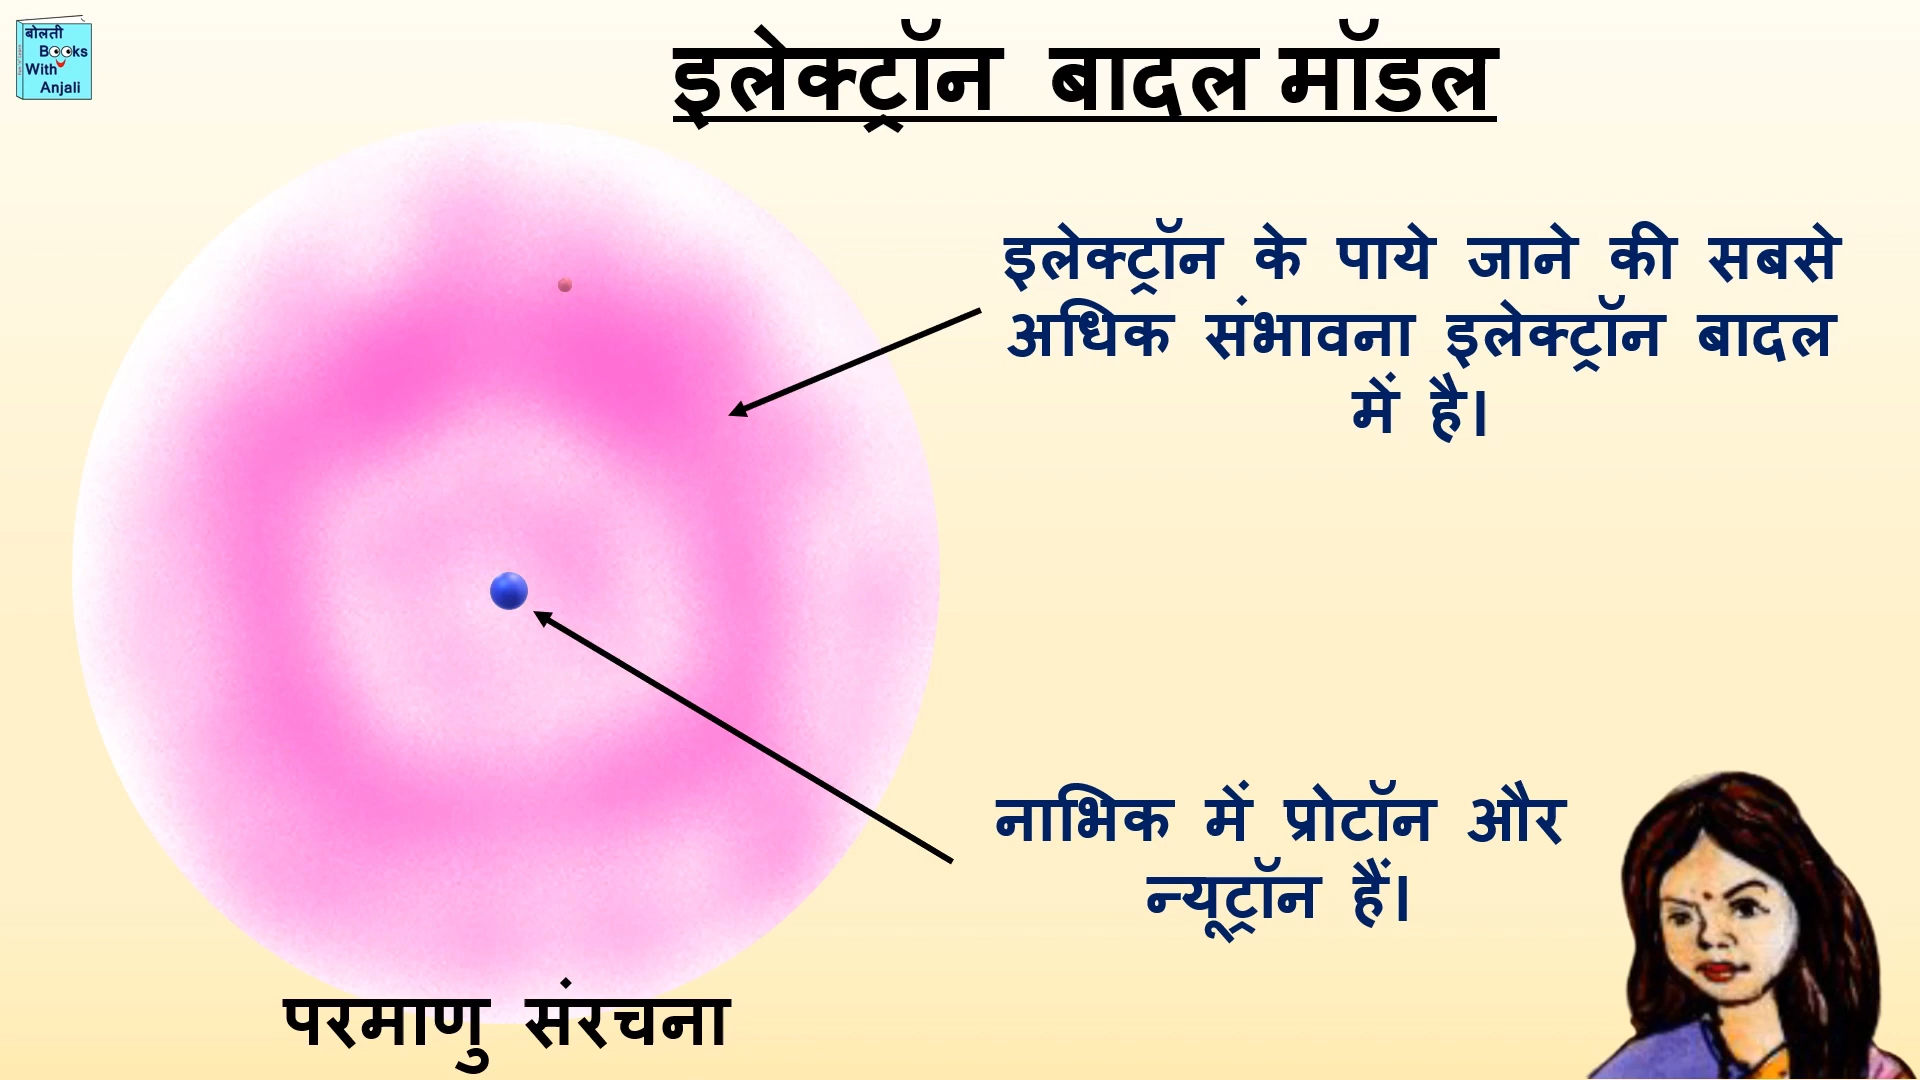 बोलती
Books
With
Anjali
इलेक्ट्रॉन बादल मॉडल
इलेक्ट्रॉन के पाये जाने की सबसे
अधिक संभावना इलेक्ट्रॉन बादल
में है।
नाभिक में प्रोटॉन और
न्यूट्रॉन हैं।
परमाणु संरचना